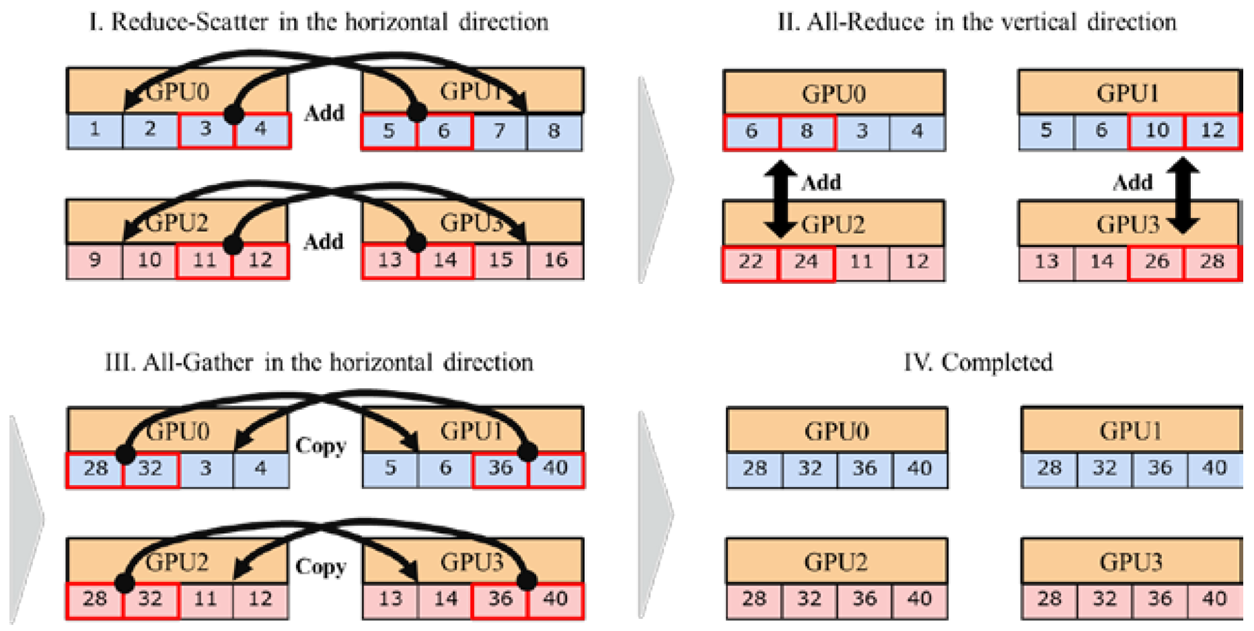 I. Reduce-Scatter in the horizontal direction
GPU0 Add GPU1
1 2 3 4 5 6 7 8
GPU2 Add GPU3
9 10 11 12 13 14 15 16
II. All-Reduce in the vertical direction
GPU0 GPU1
6 8 3 4 5 6 10 12
Add Add
GPU2 GPU3
22 24 11 12 13 14 26 28
III. All-Gather in the horizontal direction
GPU0 Copy GPU1
28 32 3 4 5 6 36 40
GPU2 Copy GPU3
28 32 11 12 13 14 36 40
IV. Completed
GPU0 GPU1
28 32 36 40 28 32 36 40
GPU2 GPU3
28 32 36 40 28 32 36 40